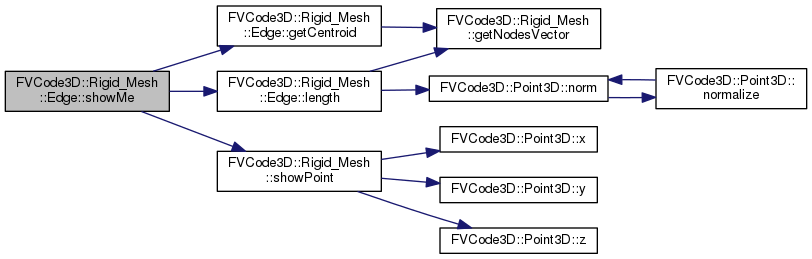 FVCode3D::Rigid_Mesh
::Edge::showMe
FVCode3D::Rigid_Mesh
::Edge::getCentroid
FVCode3D::Rigid_Mesh
::Edge::length
FVCode3D::Rigid_Mesh
::showPoint
FVCode3D::Rigid_Mesh
::getNodesVector
FVCode3D::Point3D::norm
FVCode3D::Point3D::
normalize
FVCode3D::Point3D::x
FVCode3D::Point3D::y
FVCode3D::Point3D::z